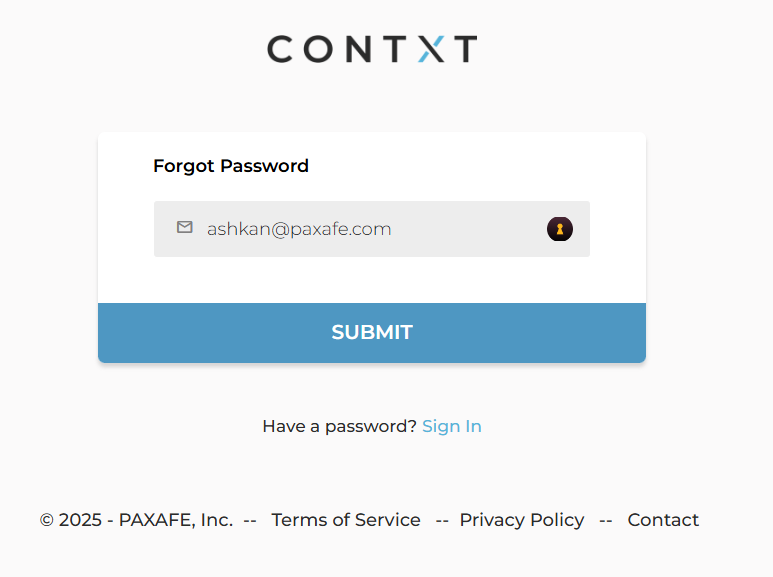 CONTXT
Forgot Password
ashkan@paxafe.com
SUBMIT
Have a password? Sign In
© 2025 - PAXAFE, Inc. -- Terms of Service -- Privacy Policy -- Contact